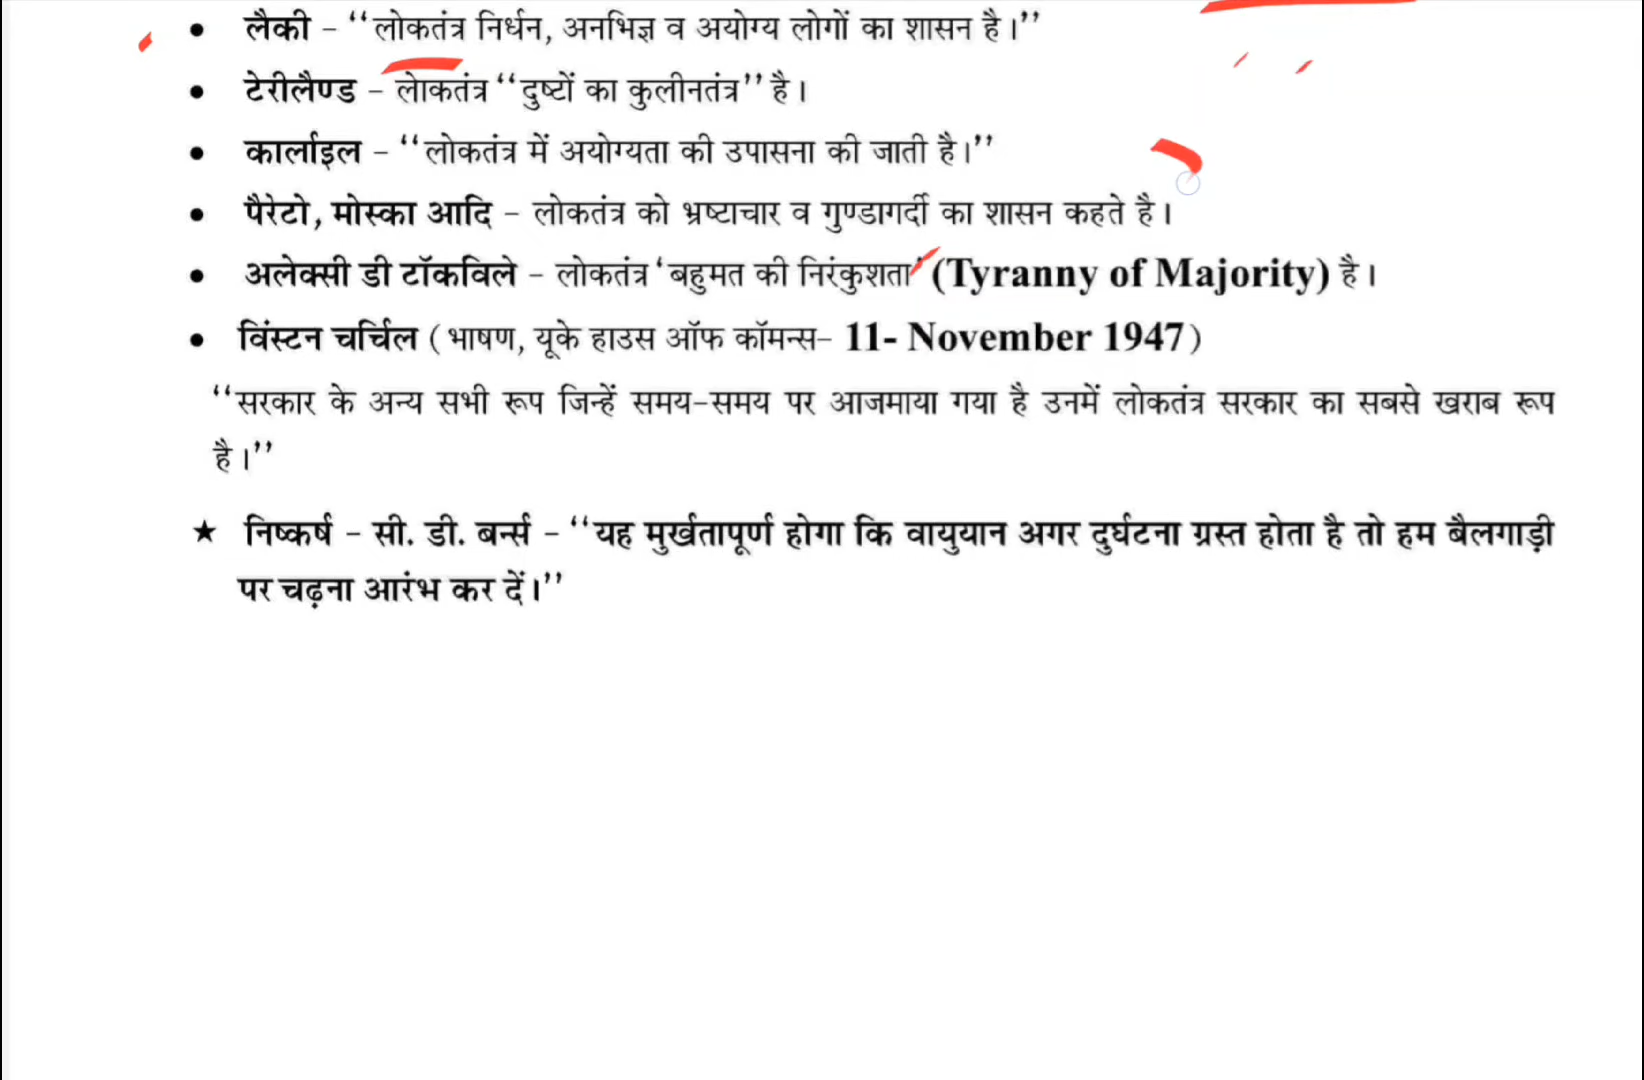 • लैकी – ‘‘लोकतंत्र निर्धन, अनभिज्ञ व अयोग्य लोगों का शासन है।’’
• टेरीलैण्ड – लोकतंत्र ‘‘दुष्टों का कुलीनतंत्र’’ है।
• कार्लाइल – ‘‘लोकतंत्र में अयोग्यता की उपासना की जाती है।’’
• पैरेटो, मोस्का आदि – लोकतंत्र को भ्रष्टाचार व गुण्डागर्दी का शासन कहते है।
• अलेक्सी डी टॉकविले – लोकतंत्र ‘बहुमत की निरंकुशता’ (Tyranny of Majority) है।
• विंस्टन चर्चिल (भाषण, यूके हाउस ऑफ कॉमन्स– 11- November 1947)
‘‘सरकार के अन्य सभी रूप जिन्हें समय-समय पर आजमाया गया है उनमें लोकतंत्र सरकार का सबसे खराब रूप
है।’’
★ निष्कर्ष – सी. डी. बर्न्स – ‘‘यह मुर्खतापूर्ण होगा कि वायुयान अगर दुर्घटना ग्रस्त होता है तो हम बैलगाड़ी
पर चढ़ना आरंभ कर दें।’’